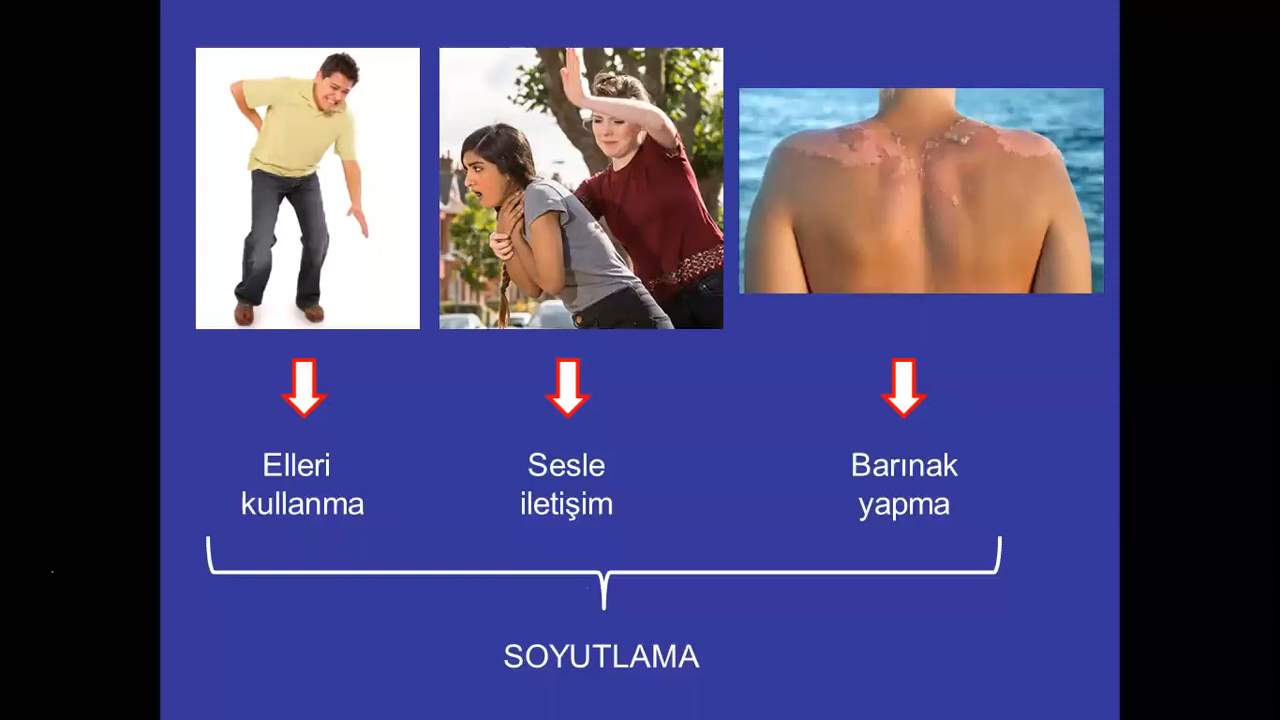 Elleri
kullanma
Sesle
iletişim
Barınak
yapma
SOYUTLAMA